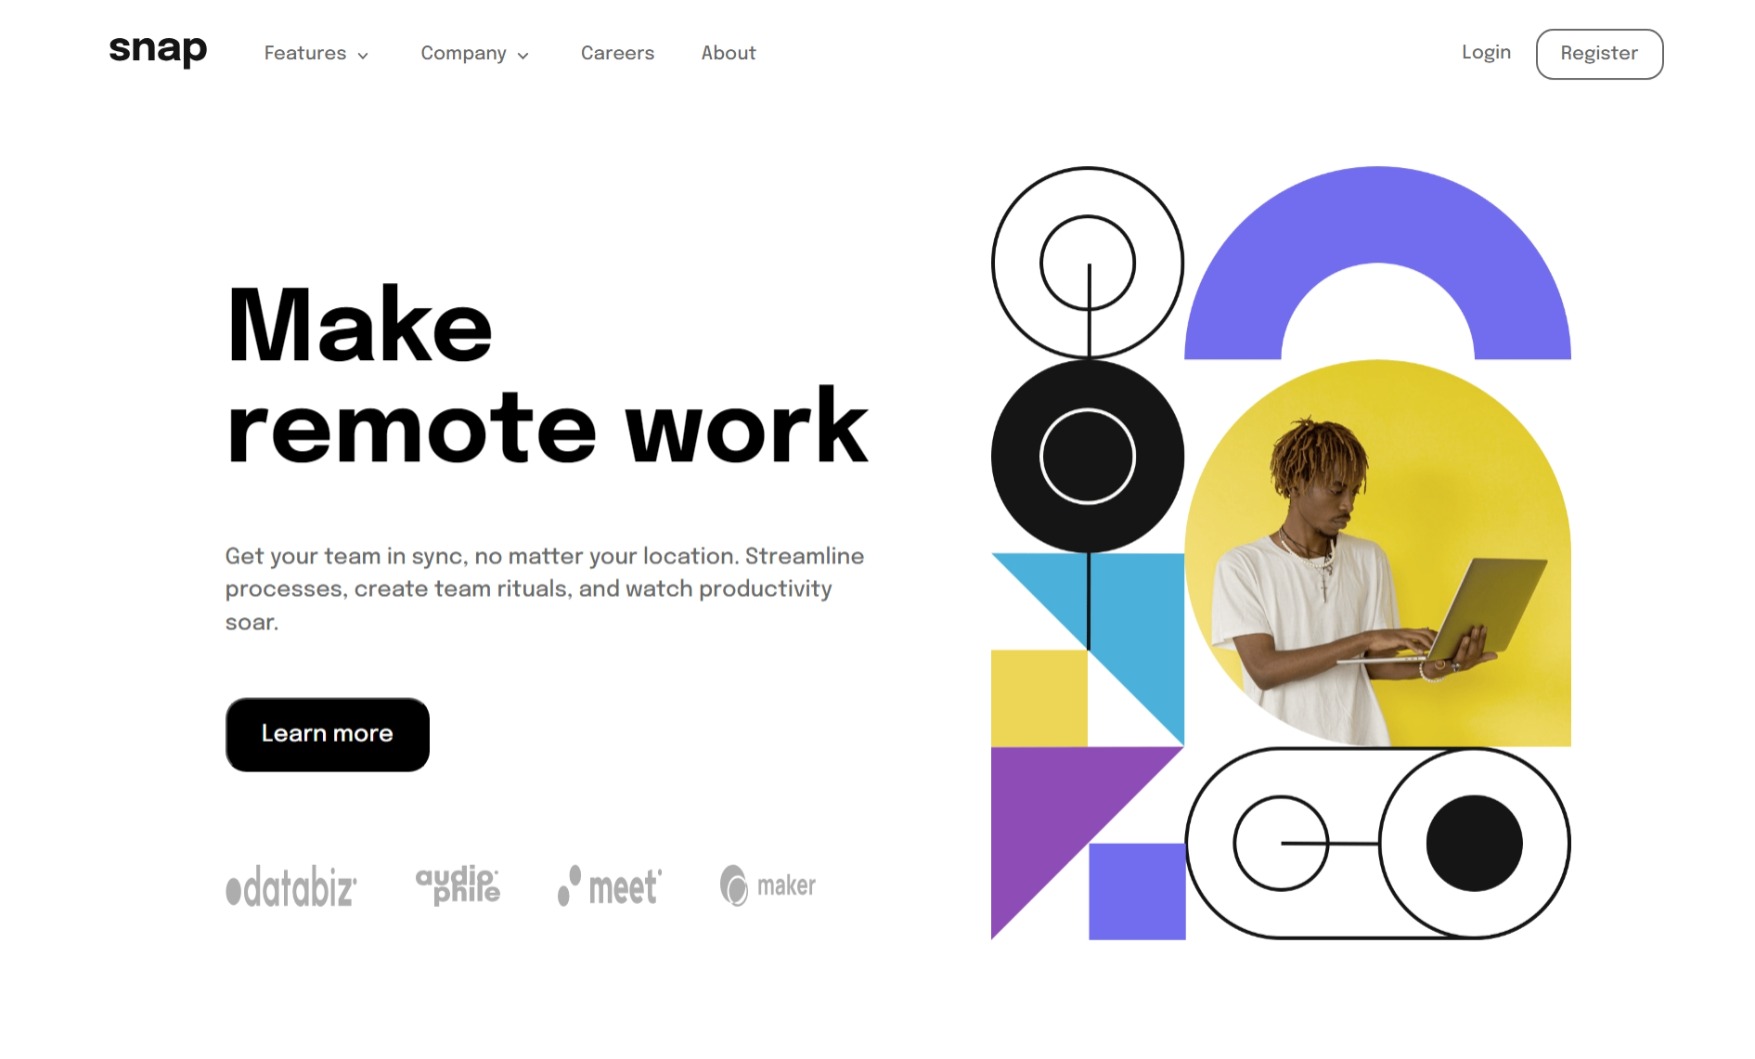 snap
Features
Company
Careers
About
Login
Register
Make
remote work
Get your team in sync, no matter your location. Streamline
processes, create team rituals, and watch productivity
soar.
Learn more
databiz
audiophile
meet
maker